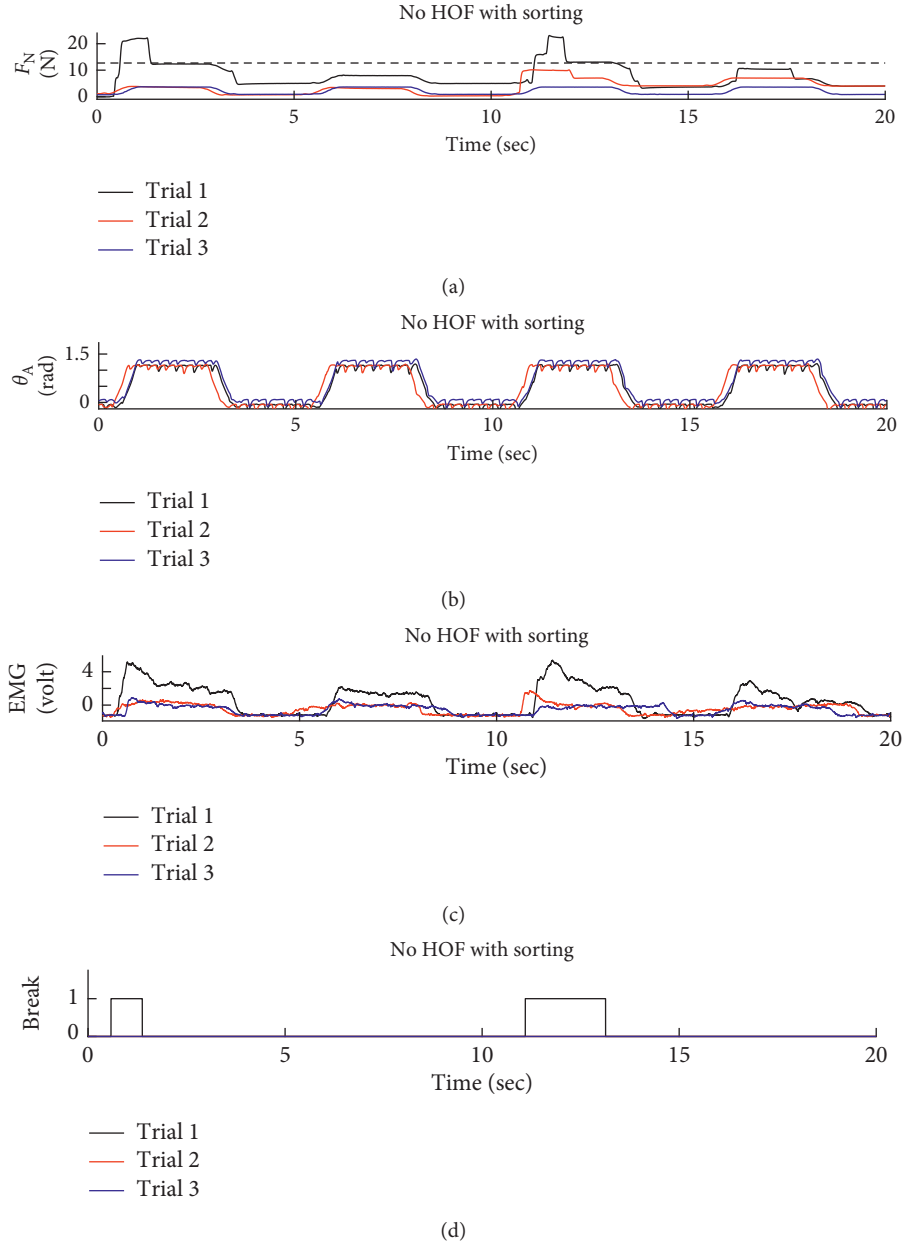 No HOF with sorting
F_N
(N)
20
10
0
0 5 10 15 20
Time (sec)
Trial 1
Trial 2
Trial 3
(a)
No HOF with sorting
θ_A
(rad)
1.5
0
0 5 10 15 20
Time (sec)
Trial 1
Trial 2
Trial 3
(b)
No HOF with sorting
EMG
(volt)
4
0
0 5 10 15 20
Time (sec)
Trial 1
Trial 2
Trial 3
(c)
No HOF with sorting
Break
1
0
0 5 10 15 20
Time (sec)
Trial 1
Trial 2
Trial 3
(d)